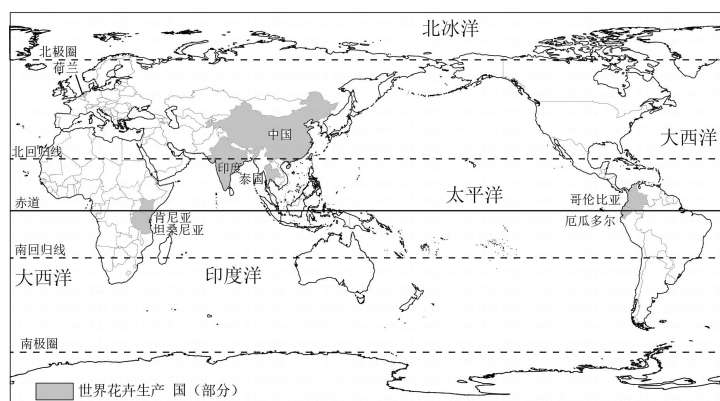 北冰洋
北极圈
荷兰
中国
大西洋
北回归线
印度
泰国
太平洋
哥伦比亚
赤道
肯尼亚
坦桑尼亚
厄瓜多尔
南回归线
大西洋
印度洋
南极圈
世界花卉生产 国（部分）